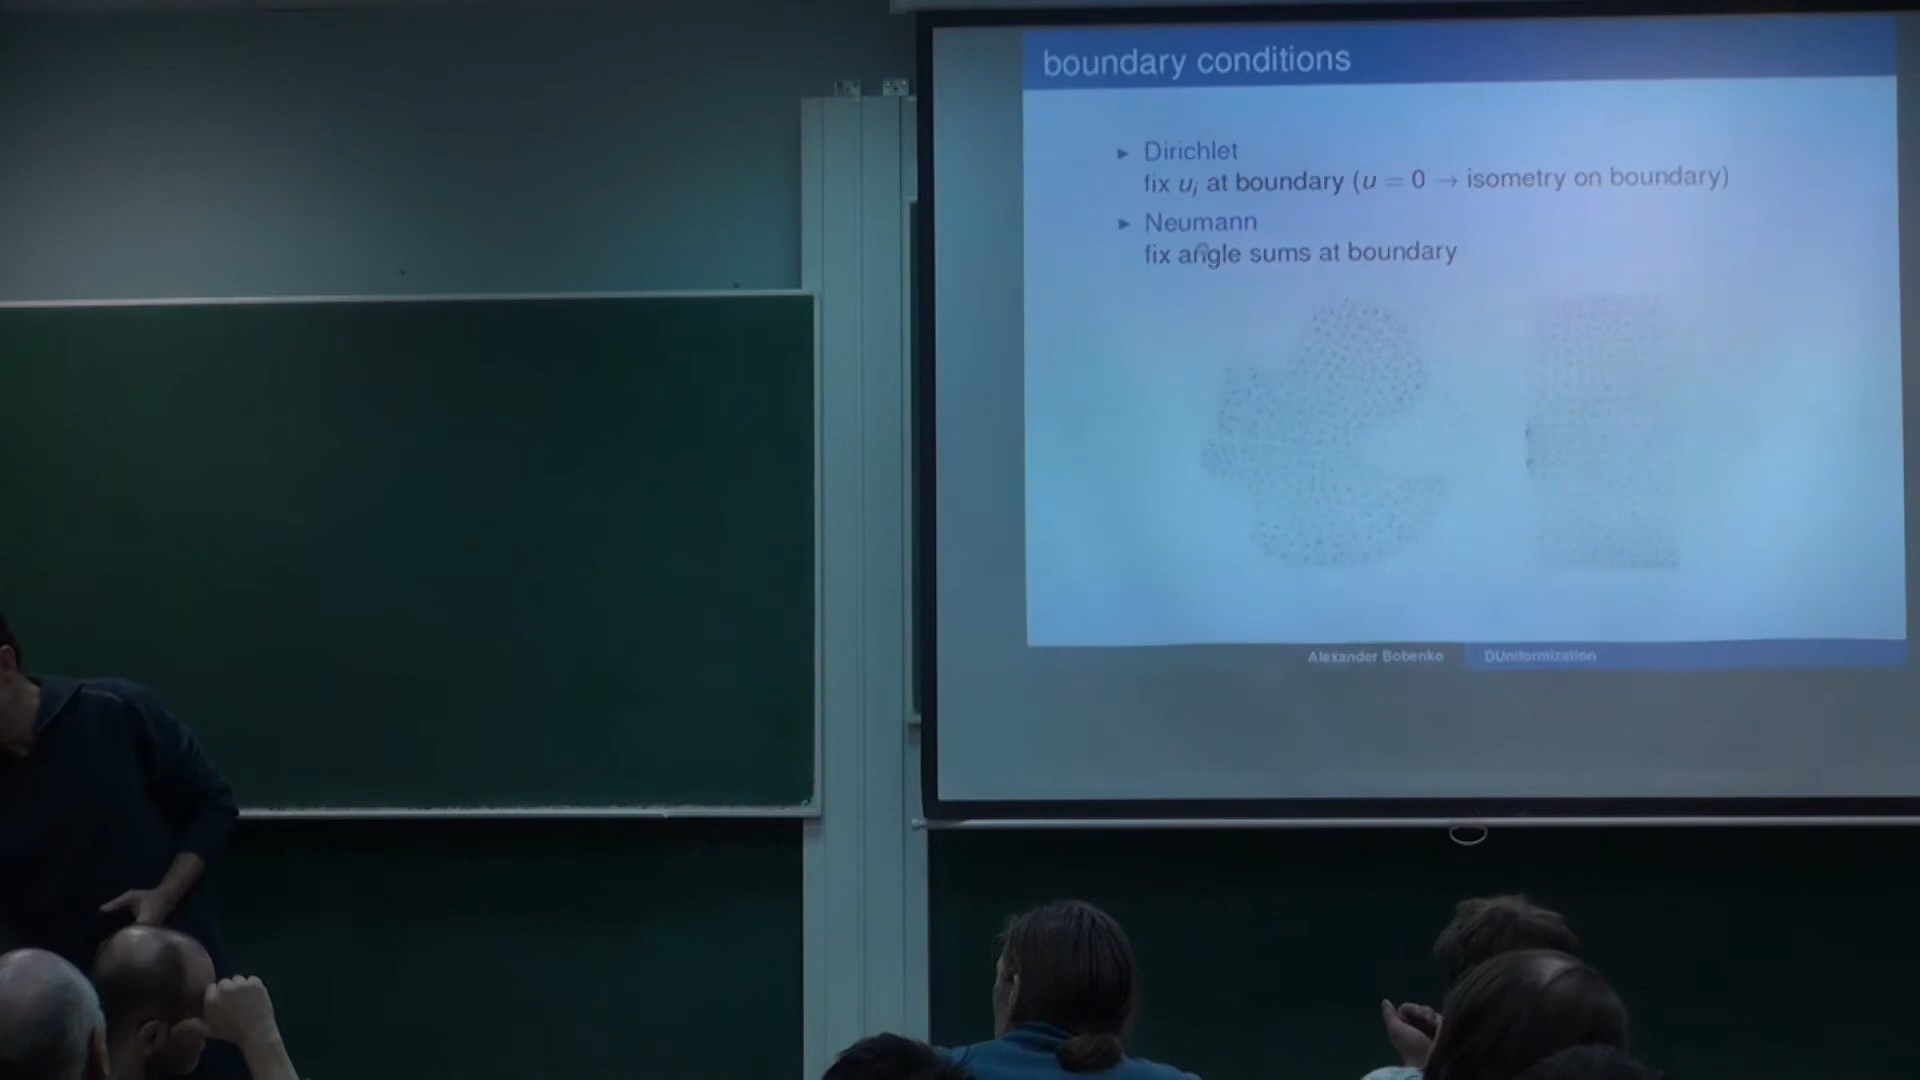 boundary conditions
► Dirichlet
fix uᵢ at boundary (u = 0 → isometry on boundary)
► Neumann
fix angle sums at boundary
Alexander Bobenko DUniformization